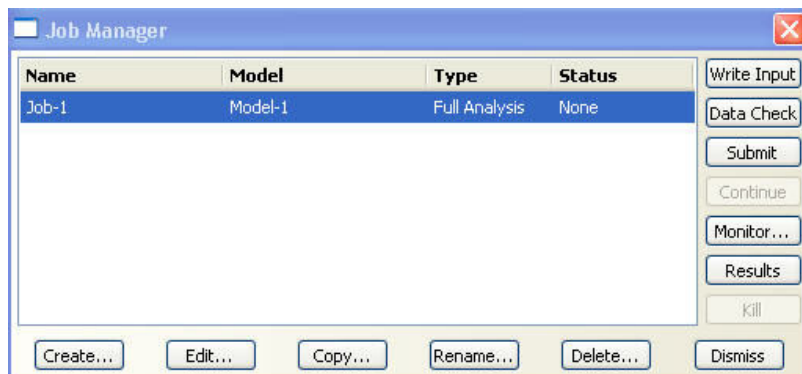 Job Manager
Name Model Type Status
Job-1 Model-1 Full Analysis None
Write Input
Data Check
Submit
Continue
Monitor...
Results
Kill
Create... Edit... Copy... Rename... Delete... Dismiss